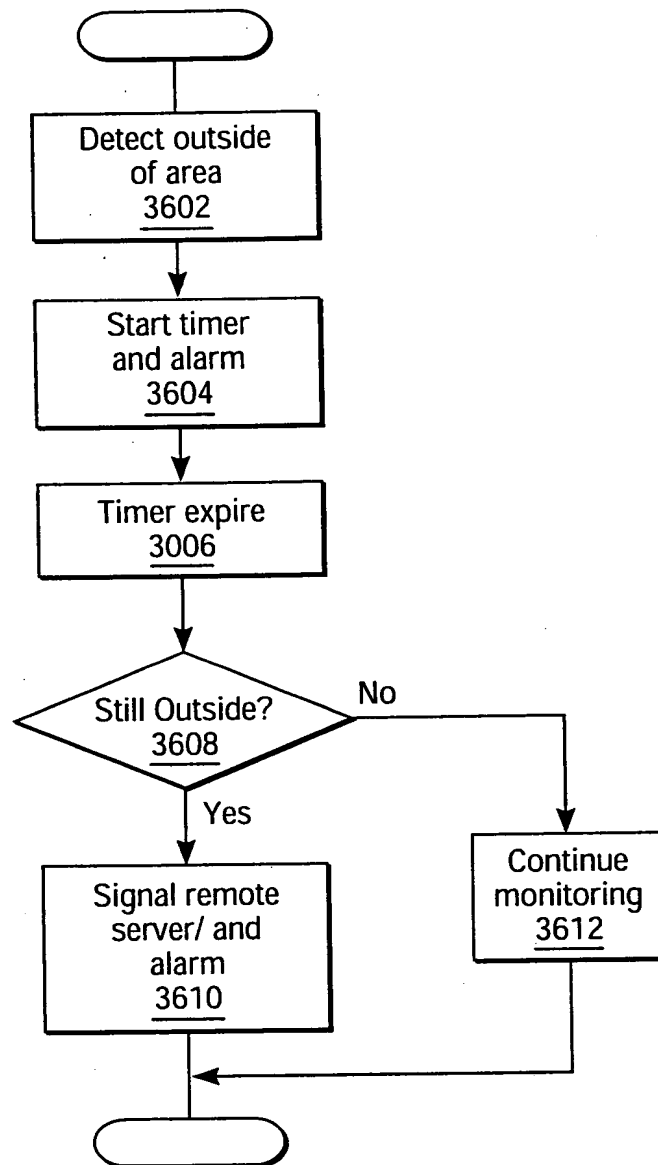 Detect outside
of area
3602
Start timer
and alarm
3604
Timer expire
3006
Still Outside?
3608
No
Yes
Signal remote
server/ and
alarm
3610
Continue
monitoring
3612